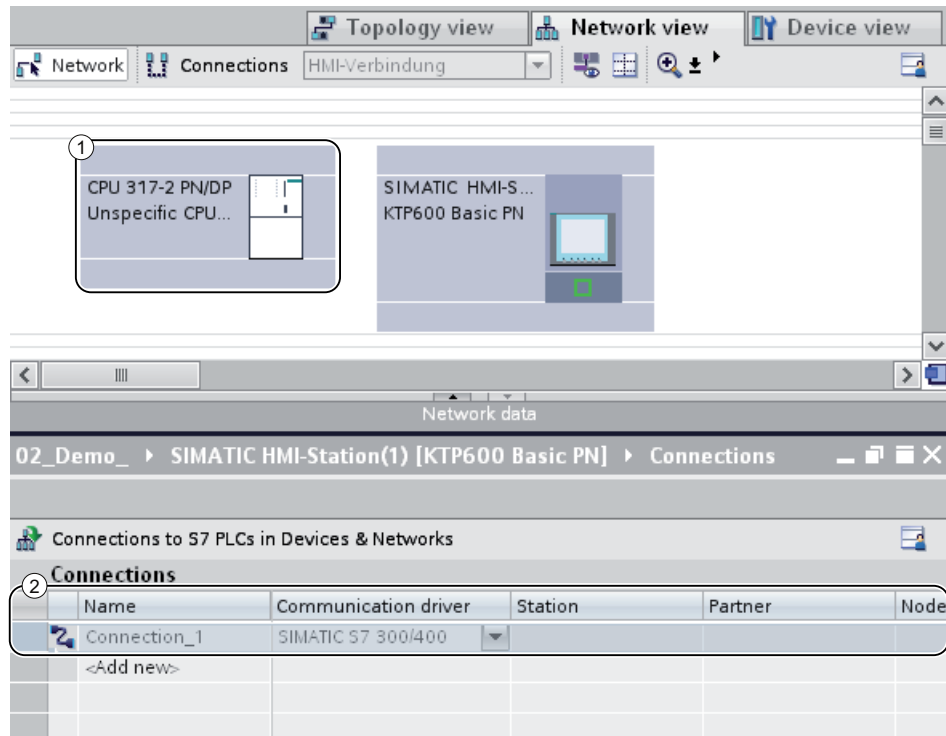 Topology view Network view Device view
Network Connections HMI-Verbindung
1
CPU 317-2 PN/DP SIMATIC HMI-S...
Unspecific CPU... KTP600 Basic PN
Network data
02_Demo_ SIMATIC HMI-Station(1) [KTP600 Basic PN] Connections
Connections to S7 PLCs in Devices & Networks
Connections
2
Name Communication driver Station Partner Node
Connection_1 SIMATIC S7 300/400
<Add new>